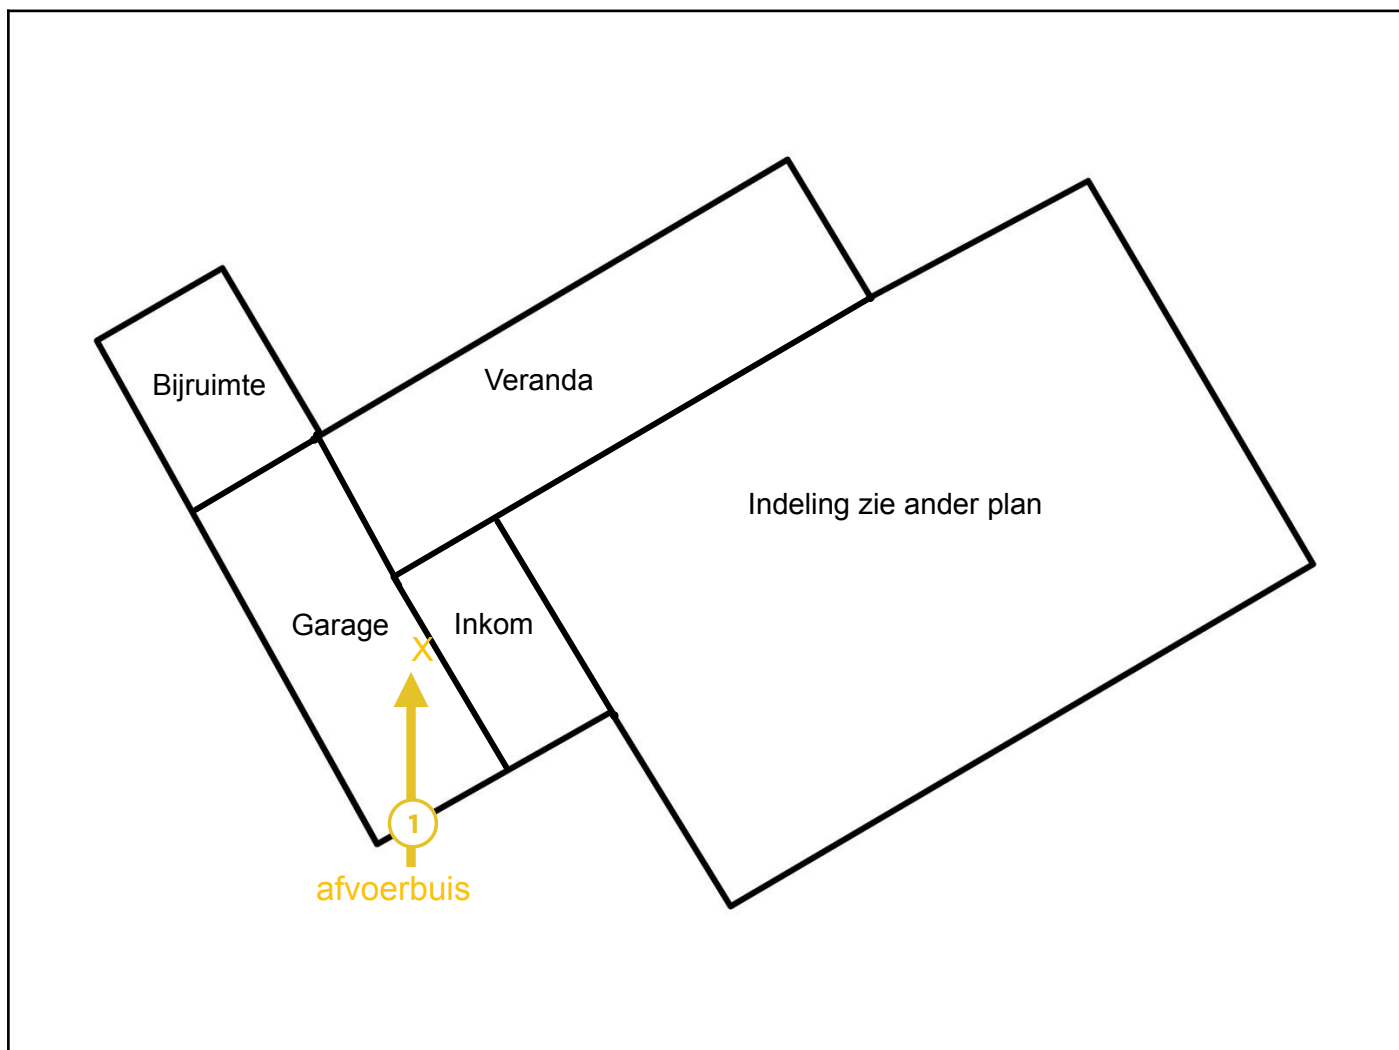 Veranda
Bijruimte
Indeling zie ander plan
Garage
Inkom
X
1
afvoerbuis